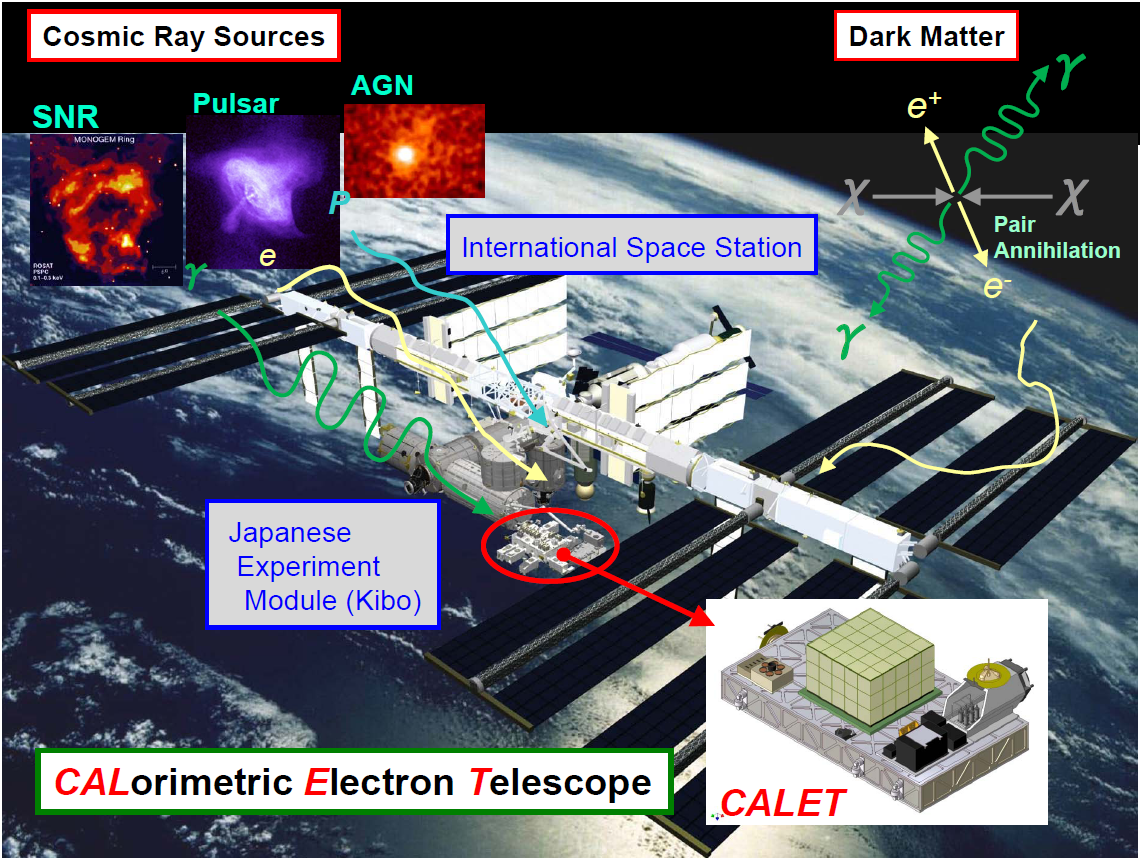 Cosmic Ray Sources
Dark Matter
SNR
Pulsar
AGN
MONOGEM Ring
ROSAT
PSPC
0.1-0.5 keV
P
γ
e
γ
e+
χ
χ
Pair
Annihilation
e-
γ
International Space Station
Japanese
Experiment
Module (Kibo)
CALorimetric Electron Telescope
CALET